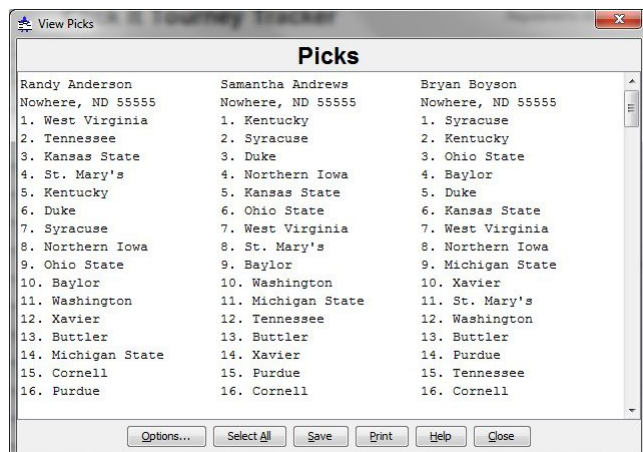 View Picks
Picks
Randy Anderson
Nowhere, ND 55555
1. West Virginia
2. Tennessee
3. Kansas State
4. St. Mary's
5. Kentucky
6. Duke
7. Syracuse
8. Northern Iowa
9. Ohio State
10. Baylor
11. Washington
12. Xavier
13. Buttler
14. Michigan State
15. Cornell
16. Purdue
Samantha Andrews
Nowhere, ND 55555
1. Kentucky
2. Syracuse
3. Duke
4. Northern Iowa
5. Kansas State
6. Ohio State
7. West Virginia
8. St. Mary's
9. Baylor
10. Washington
11. Michigan State
12. Tennessee
13. Buttler
14. Xavier
15. Purdue
16. Cornell
Bryan Boyson
Nowhere, ND 55555
1. Syracuse
2. Kentucky
3. Ohio State
4. Baylor
5. Duke
6. Kansas State
7. West Virginia
8. Northern Iowa
9. Michigan State
10. Xavier
11. St. Mary's
12. Washington
13. Buttler
14. Purdue
15. Tennessee
16. Cornell
Options... Select All Save Print Help Close